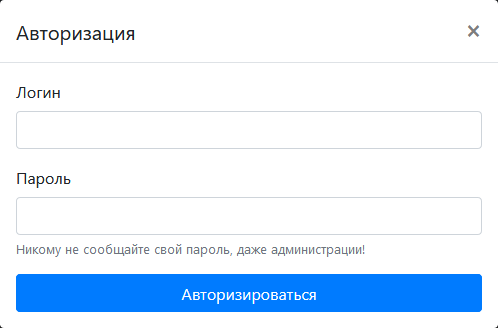 Авторизация ×
Логин
Пароль
Никому не сообщайте свой пароль, даже администрации!
Авторизироваться